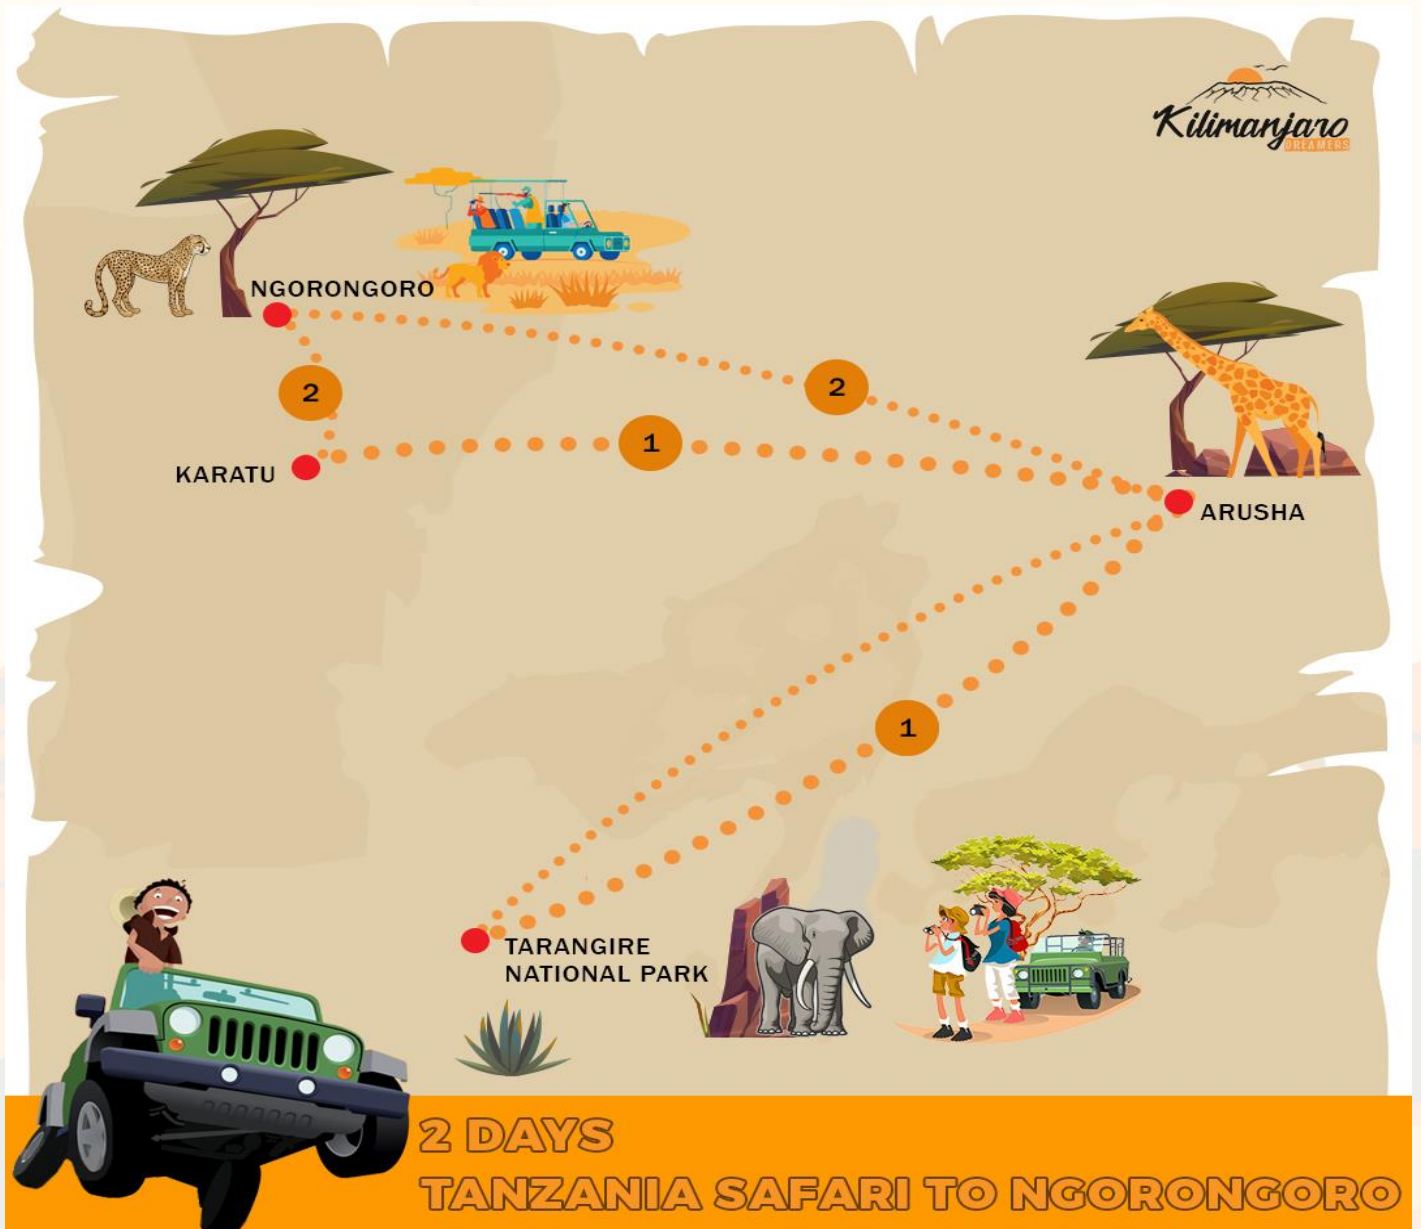 Kilimanjaro
DREAMERS
NGORONGORO
2
2
1
KARATU
ARUSHA
1
TARANGIRE
NATIONAL PARK
2 DAYS
TANZANIA SAFARI TO NGORONGORO